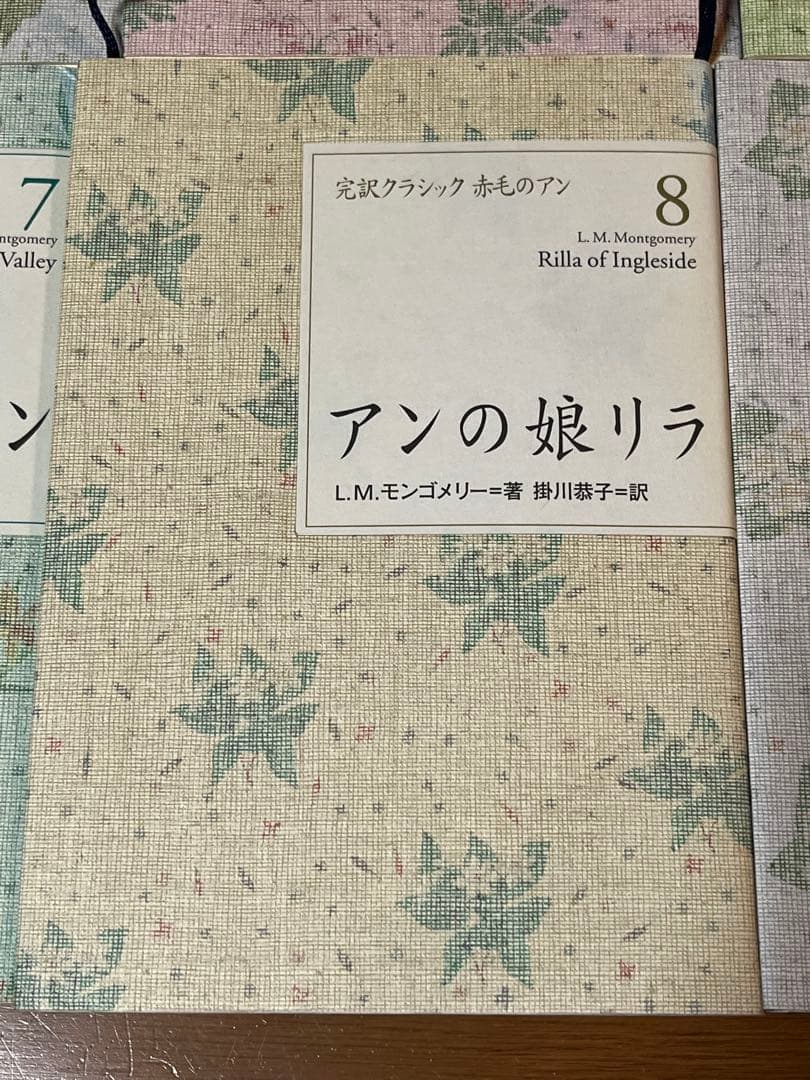 7
ntgomery
Valley
ン
完訳クラシック 赤毛のアン
8
L. M. Montgomery
Rilla of Ingleside
アンの娘リラ
L.M.モンゴメリー=著 掛川恭子=訳